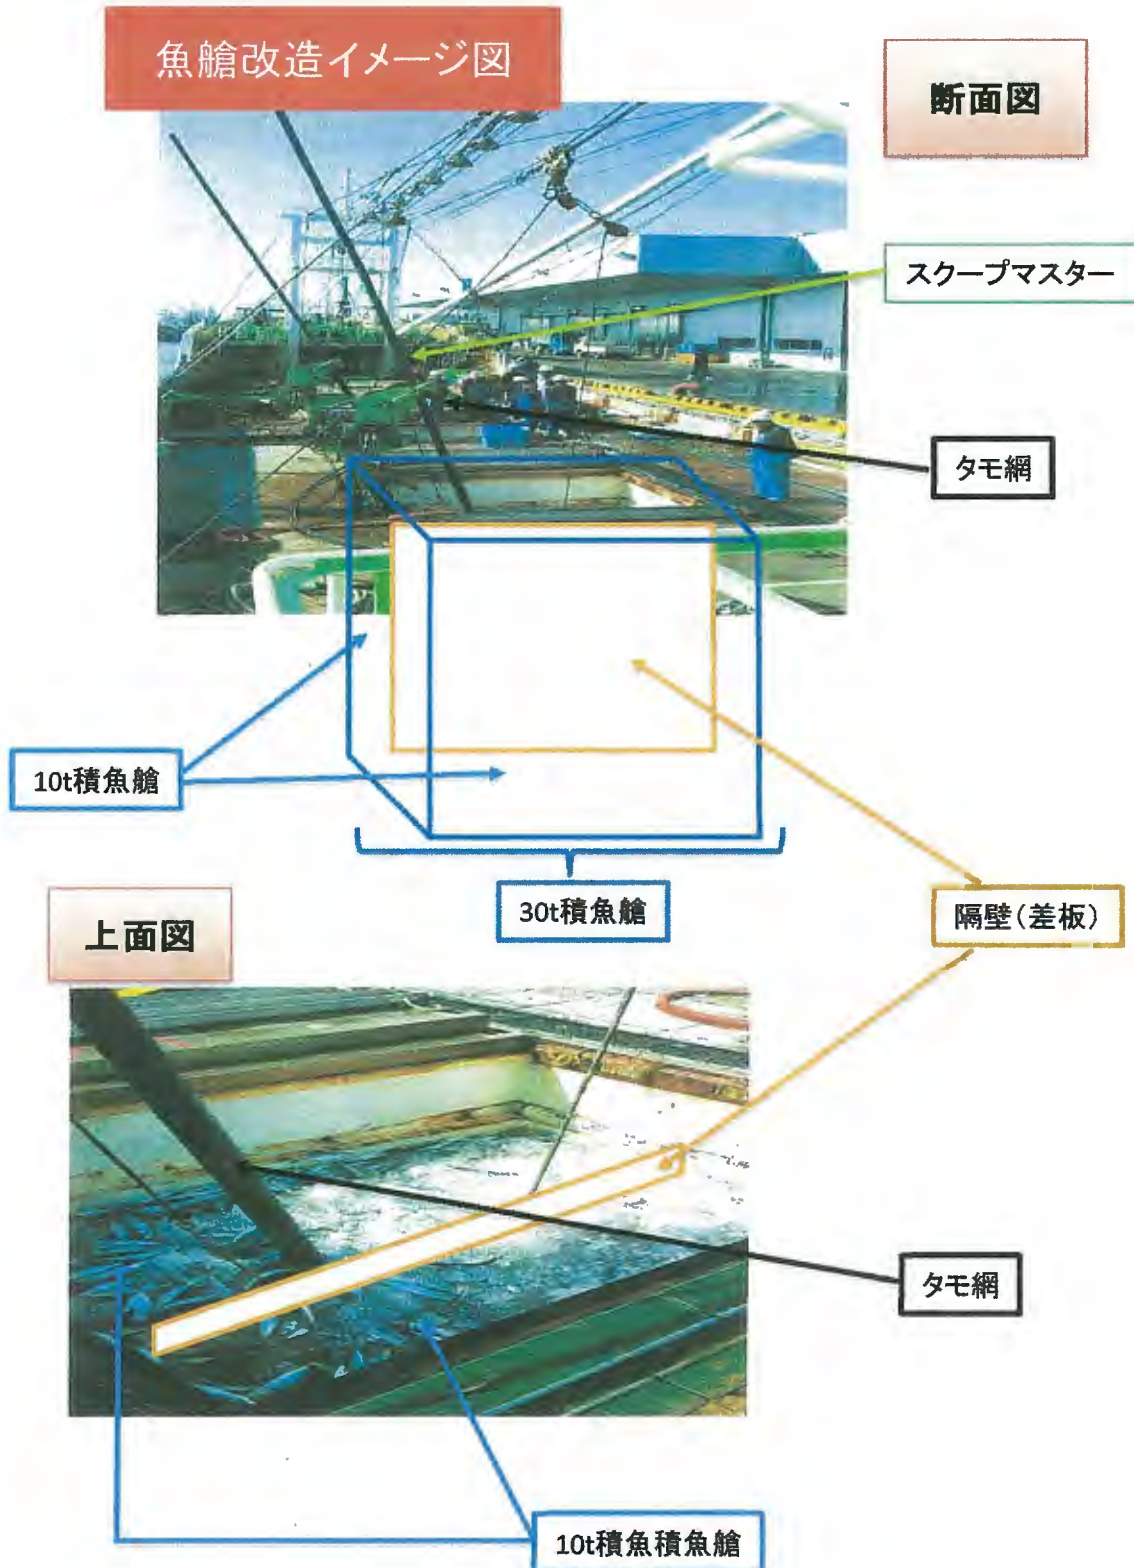 魚艙改造イメージ図
断面図
スクープマスター
タモ網
10t積魚艙
30t積魚艙
隔壁(差板)
上面図
タモ網
10t積魚積魚艙